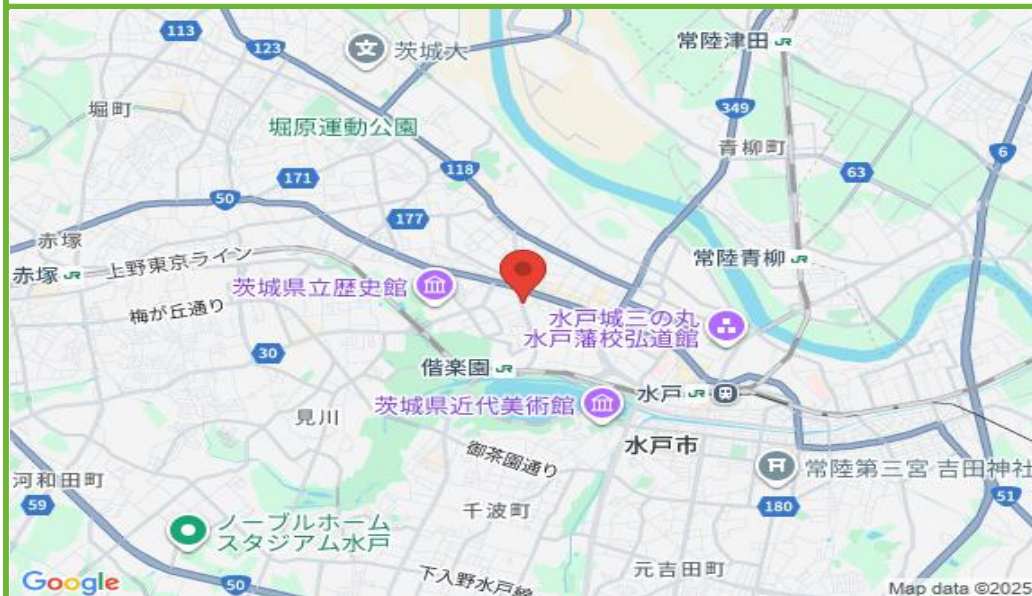 113
123
茨城大
常陸津田 JR
堀町
349
堀原運動公園
青柳町
6
118
63
171
50
177
赤塚
常陸青柳 JR
赤塚 JR
上野東京ライン
茨城県立歴史館
梅が丘通り
水戸城三の丸
水戸藩校弘道館
30
偕楽園 JR
水戸 JR
茨城県近代美術館
見川
水戸市
御茶園通り
常陸第三宮 吉田神社
河和田町
51
59
千波町
180
ノーブルホーム
スタジアム水戸
元吉田町
下入野水戸線
50
Google
Map data ©2025